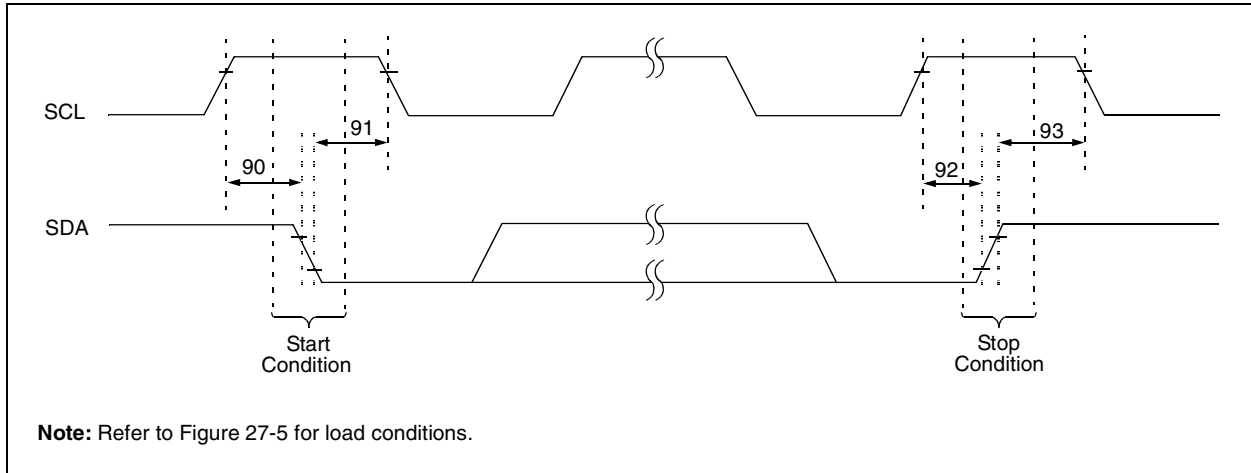 SCL
91
93
90
92
SDA
Start
Condition
Stop
Condition
Note: Refer to Figure 27-5 for load conditions.